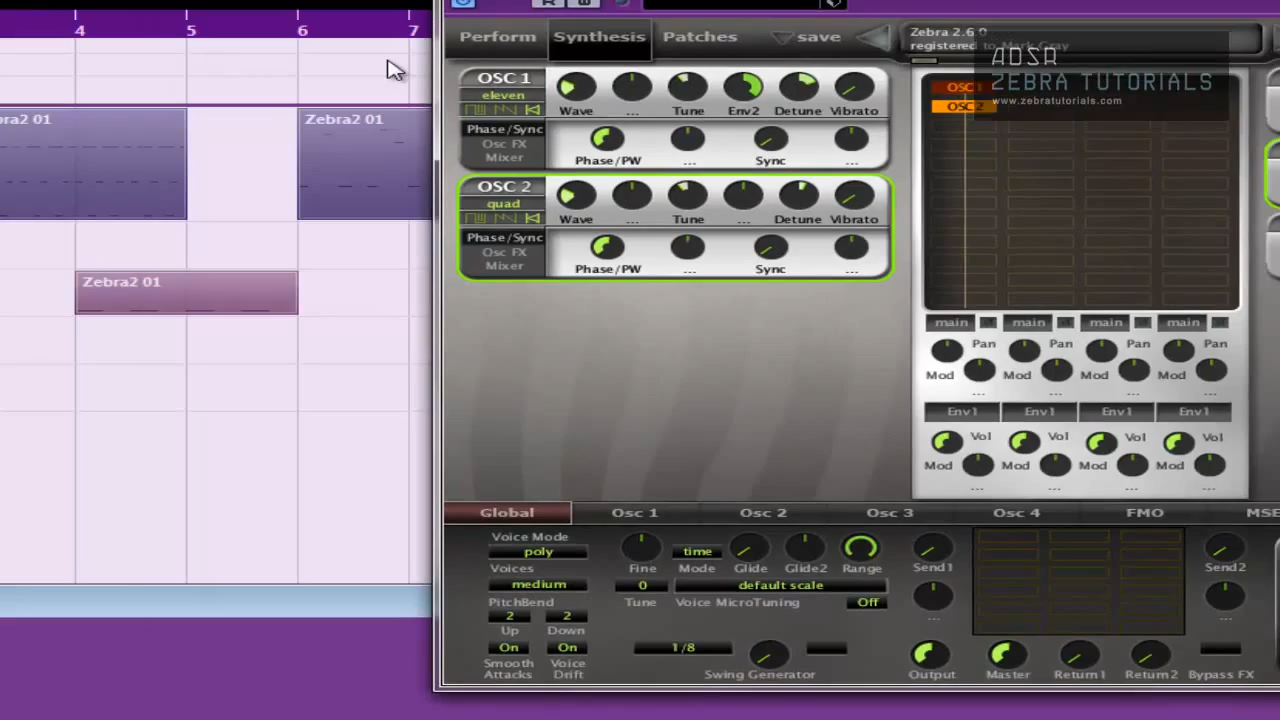 4 5 6 7
Zebra2 01
Zebra2 01
Perform Synthesis Patches save
Zebra 2.6.0
registered to Mark Gray
ADSR
ZEBRA TUTORIALS
www.zebratutorials.com
OSC 1
eleven
Wave ... Tune Env2 Detune Vibrato
Phase/Sync
Osc FX
Mixer
Phase/PW ... Sync ...
OSC 2
quad
Wave ... Tune ... Detune Vibrato
Phase/Sync
Osc FX
Mixer
Phase/PW ... Sync ...
OSC 1
OSC 2
main main main main
Pan Pan Pan Pan
Mod Mod Mod Mod
... ... ... ...
Env1 Env1 Env1 Env1
Vol Vol Vol Vol
Mod Mod Mod Mod
... ... ... ...
Global Osc 1 Osc 2 Osc 3 Osc 4 FMO
Voice Mode
poly
Voices
medium
PitchBend
2 2
Up Down
On On
Smooth Attacks
Voice Drift
Fine
time
Mode Glide Glide2 Range
0
Tune
default scale
Voice MicroTuning Off
1/8
Swing Generator
Send1
...
Send2
...
Output Master Return1 Return2 Bypass FX